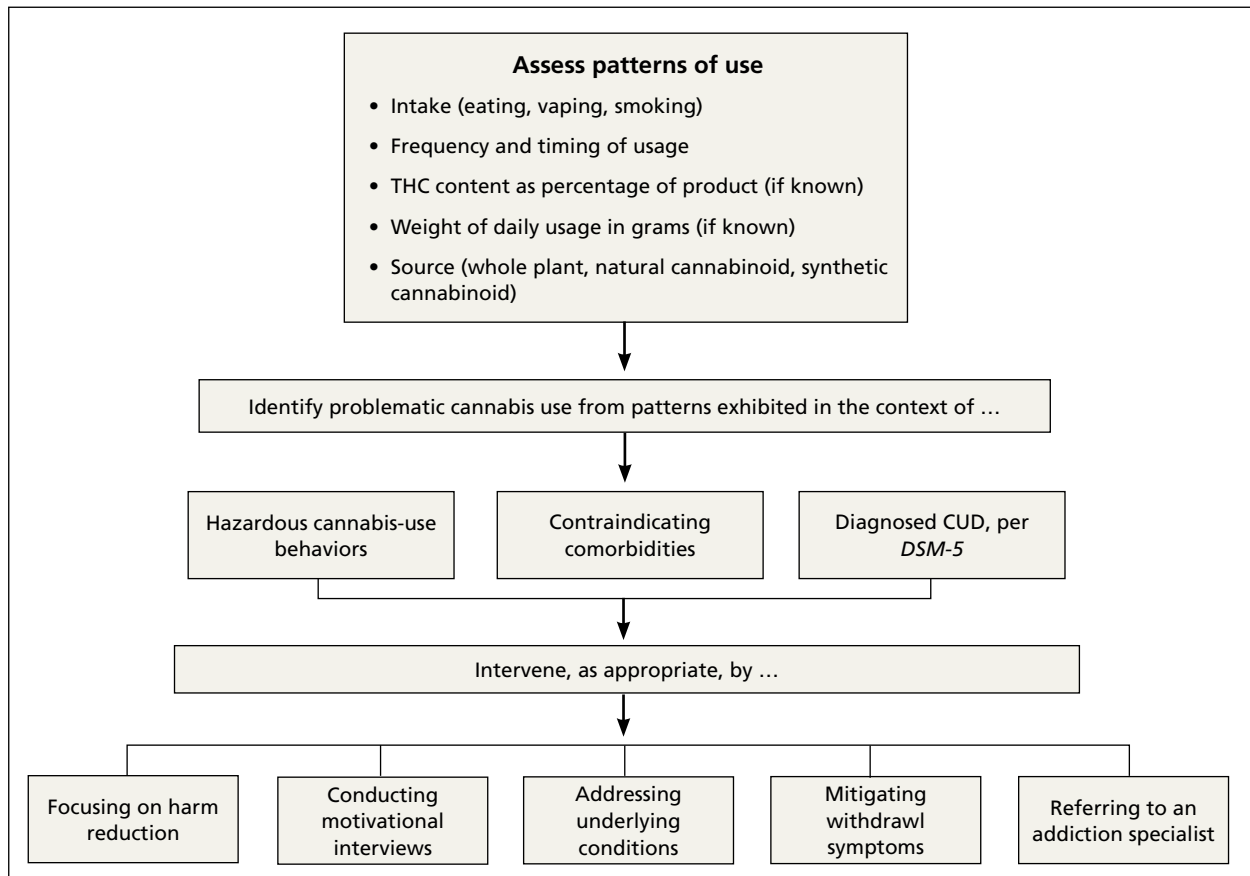 Assess patterns of use
• Intake (eating, vaping, smoking)
• Frequency and timing of usage
• THC content as percentage of product (if known)
• Weight of daily usage in grams (if known)
• Source (whole plant, natural cannabinoid, synthetic
cannabinoid)
Identify problematic cannabis use from patterns exhibited in the context of …
Hazardous cannabis-use
behaviors
Contraindicating
comorbidities
Diagnosed CUD, per
DSM-5
Intervene, as appropriate, by …
Focusing on harm
reduction
Conducting
motivational
interviews
Addressing
underlying
conditions
Mitigating
withdrawl
symptoms
Referring to an
addiction specialist